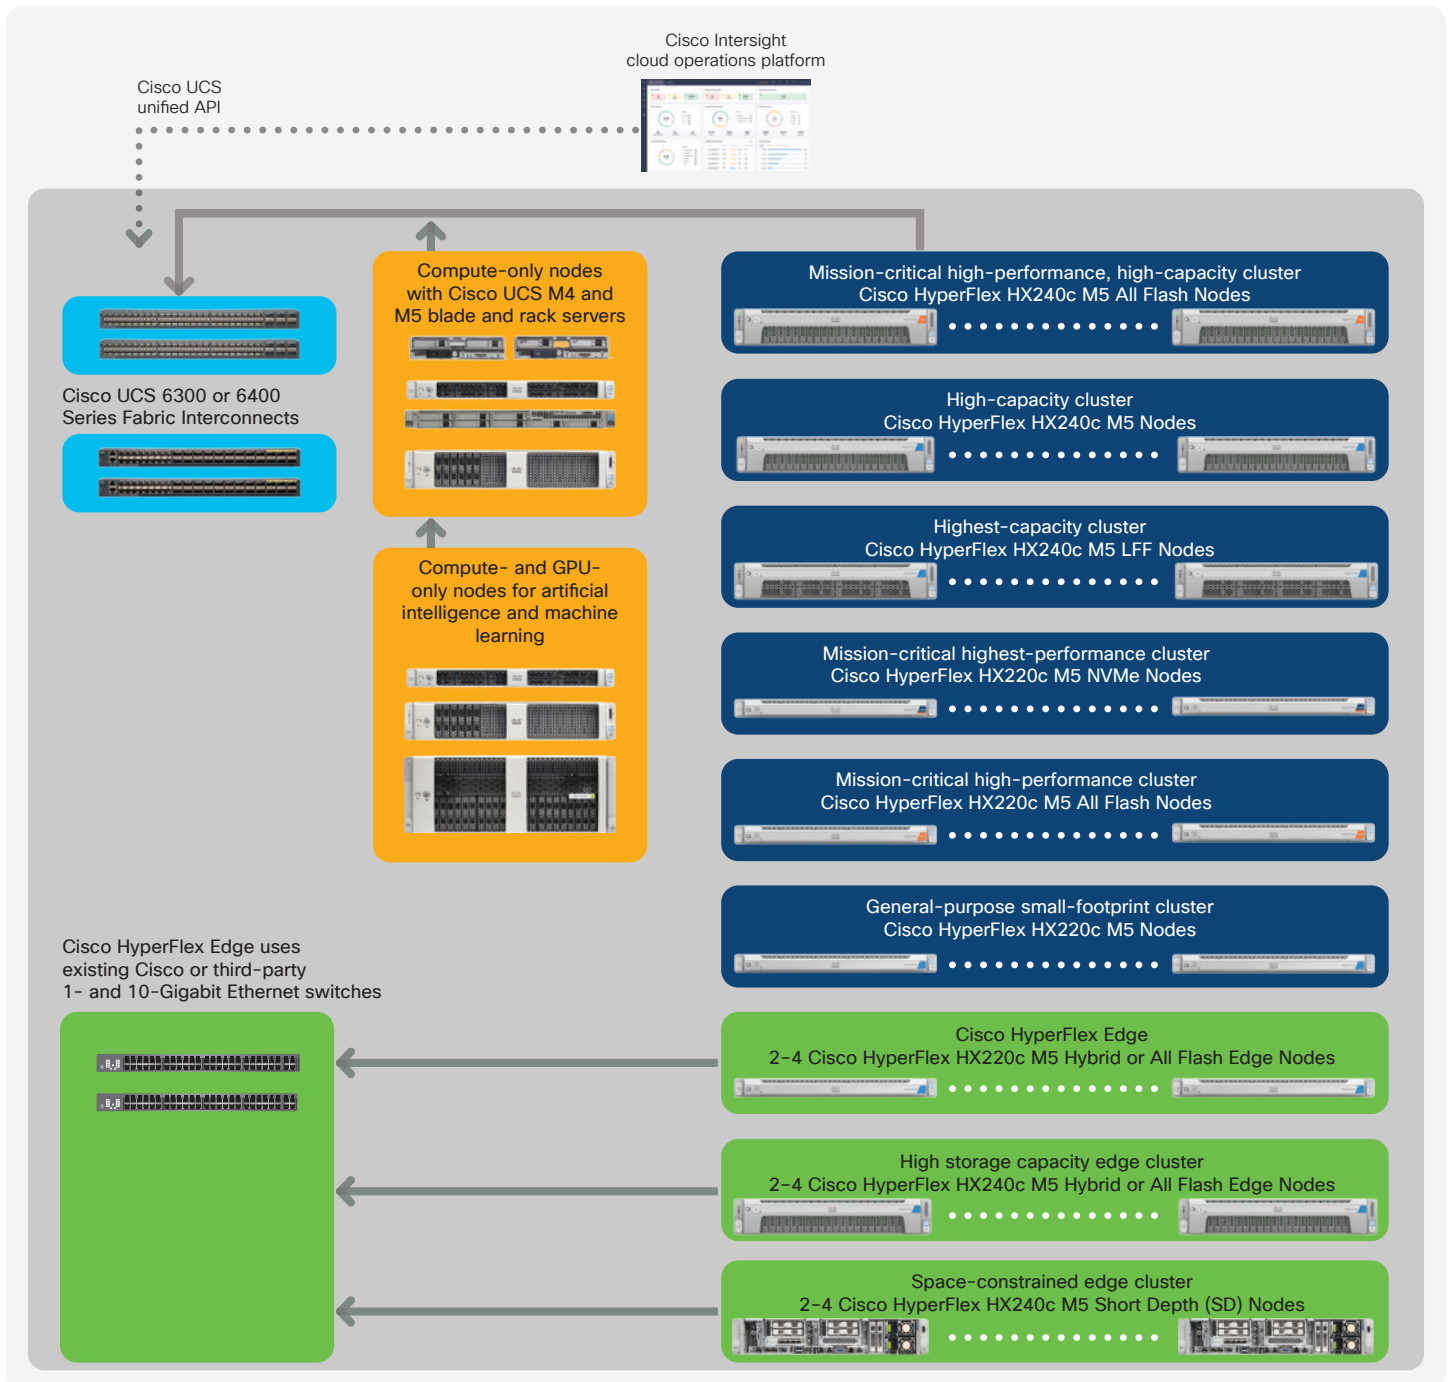 Cisco Intersight
cloud operations platform
Cisco UCS
unified API
Compute-only nodes
with Cisco UCS M4 and
M5 blade and rack servers
Mission-critical high-performance, high-capacity cluster
Cisco HyperFlex HX240c M5 All Flash Nodes
Cisco UCS 6300 or 6400
Series Fabric Interconnects
High-capacity cluster
Cisco HyperFlex HX240c M5 Nodes
Highest-capacity cluster
Cisco HyperFlex HX240c M5 LFF Nodes
Compute- and GPU-
only nodes for artificial
intelligence and machine
learning
Mission-critical highest-performance cluster
Cisco HyperFlex HX220c M5 NVMe Nodes
Mission-critical high-performance cluster
Cisco HyperFlex HX220c M5 All Flash Nodes
General-purpose small-footprint cluster
Cisco HyperFlex HX220c M5 Nodes
Cisco HyperFlex Edge uses
existing Cisco or third-party
1- and 10-Gigabit Ethernet switches
Cisco HyperFlex Edge
2-4 Cisco HyperFlex HX220c M5 Hybrid or All Flash Edge Nodes
High storage capacity edge cluster
2-4 Cisco HyperFlex HX240c M5 Hybrid or All Flash Edge Nodes
Space-constrained edge cluster
2-4 Cisco HyperFlex HX240c M5 Short Depth (SD) Nodes